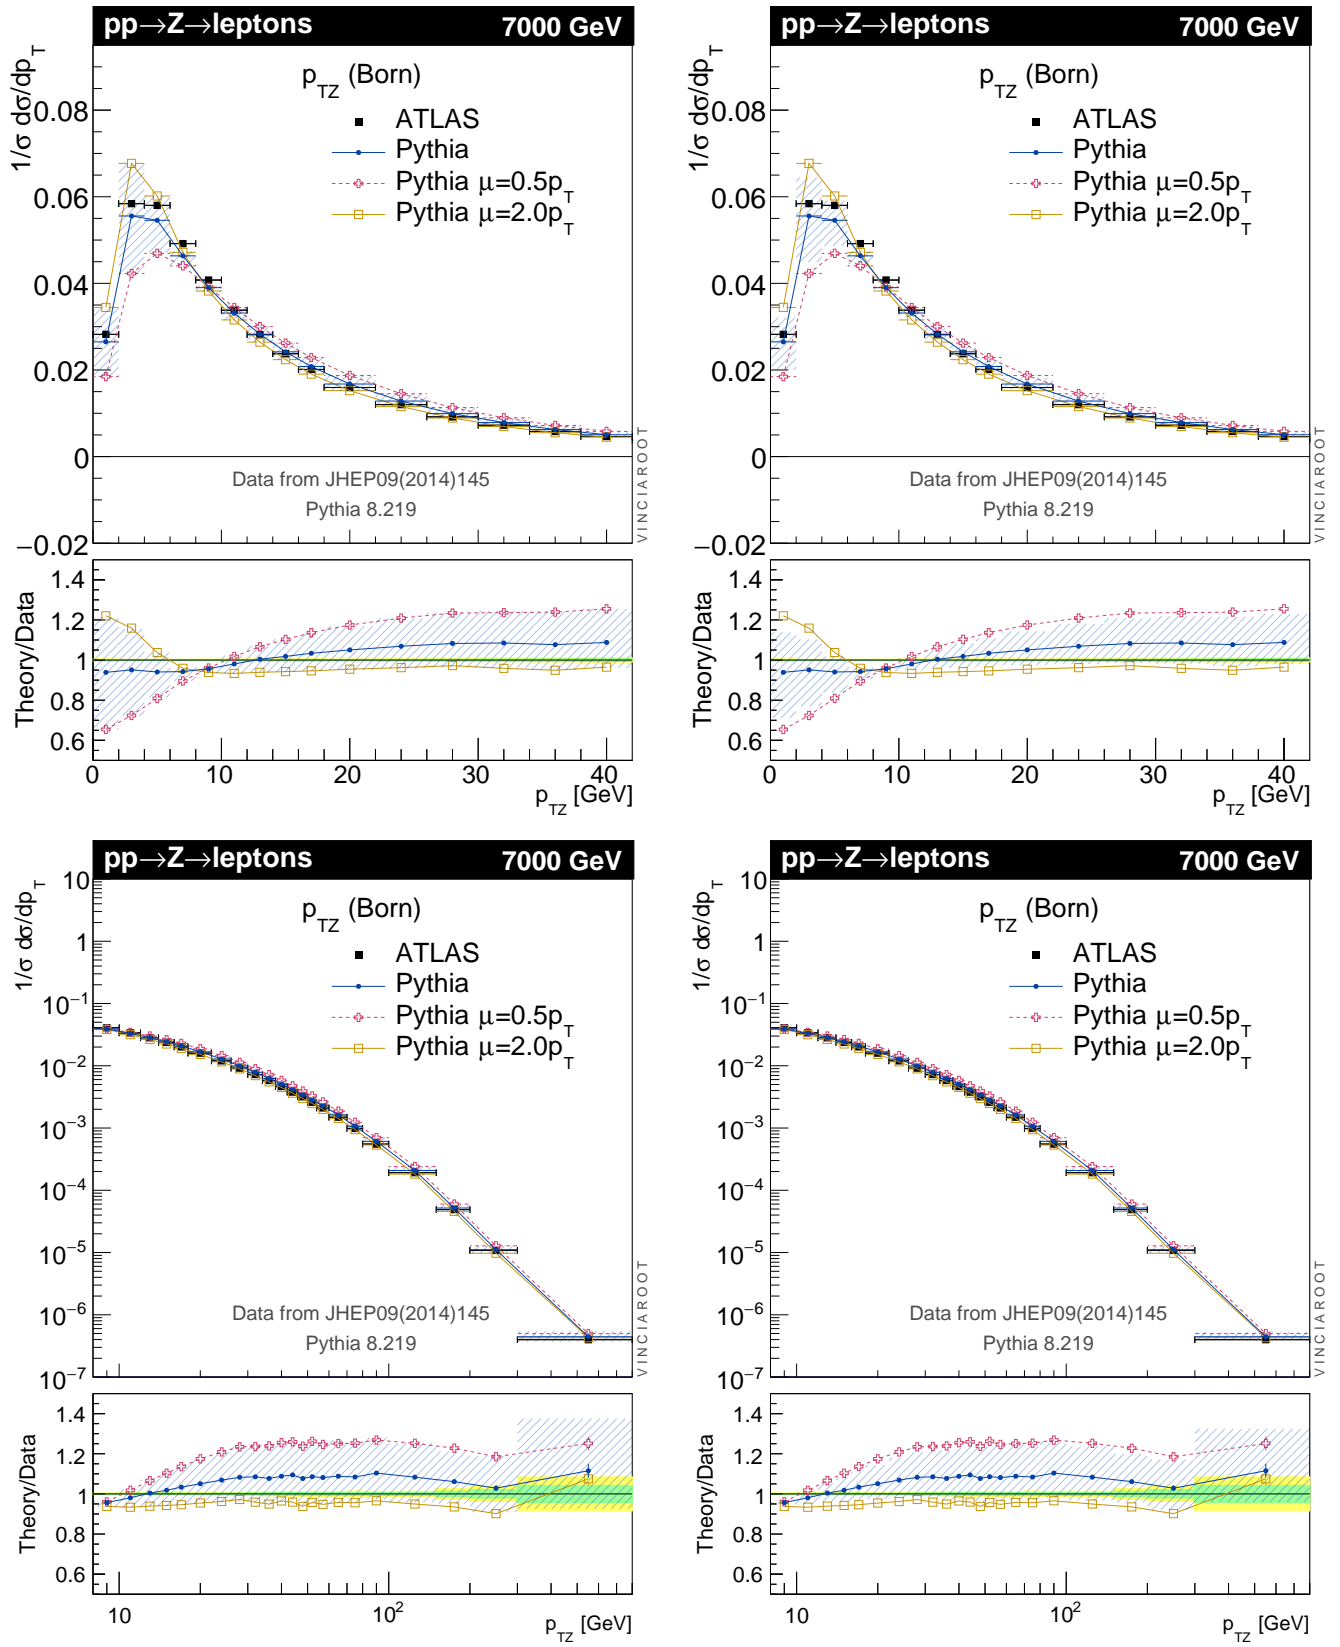 pp→Z→leptons 7000 GeV
1/σ dσ/dp_T
p_TZ (Born)
ATLAS
Pythia
Pythia μ=0.5p_T
Pythia μ=2.0p_T
0.08
0.06
0.04
0.02
0
−0.02
Data from JHEP09(2014)145
Pythia 8.219
VINCIAROOT
Theory/Data
1.4
1.2
1
0.8
0.6
0 10 20 30 40
p_TZ [GeV]
pp→Z→leptons 7000 GeV
1/σ dσ/dp_T
p_TZ (Born)
ATLAS
Pythia
Pythia μ=0.5p_T
Pythia μ=2.0p_T
0.08
0.06
0.04
0.02
0
−0.02
Data from JHEP09(2014)145
Pythia 8.219
VINCIAROOT
Theory/Data
1.4
1.2
1
0.8
0.6
0 10 20 30 40
p_TZ [GeV]
pp→Z→leptons 7000 GeV
1/σ dσ/dp_T
p_TZ (Born)
ATLAS
Pythia
Pythia μ=0.5p_T
Pythia μ=2.0p_T
10
1
10⁻¹
10⁻²
10⁻³
10⁻⁴
10⁻⁵
10⁻⁶
10⁻⁷
Data from JHEP09(2014)145
Pythia 8.219
VINCIAROOT
Theory/Data
1.4
1.2
1
0.8
0.6
10 10²
p_TZ [GeV]
pp→Z→leptons 7000 GeV
1/σ dσ/dp_T
p_TZ (Born)
ATLAS
Pythia
Pythia μ=0.5p_T
Pythia μ=2.0p_T
10
1
10⁻¹
10⁻²
10⁻³
10⁻⁴
10⁻⁵
10⁻⁶
10⁻⁷
Data from JHEP09(2014)145
Pythia 8.219
VINCIAROOT
Theory/Data
1.4
1.2
1
0.8
0.6
10 10²
p_TZ [GeV]